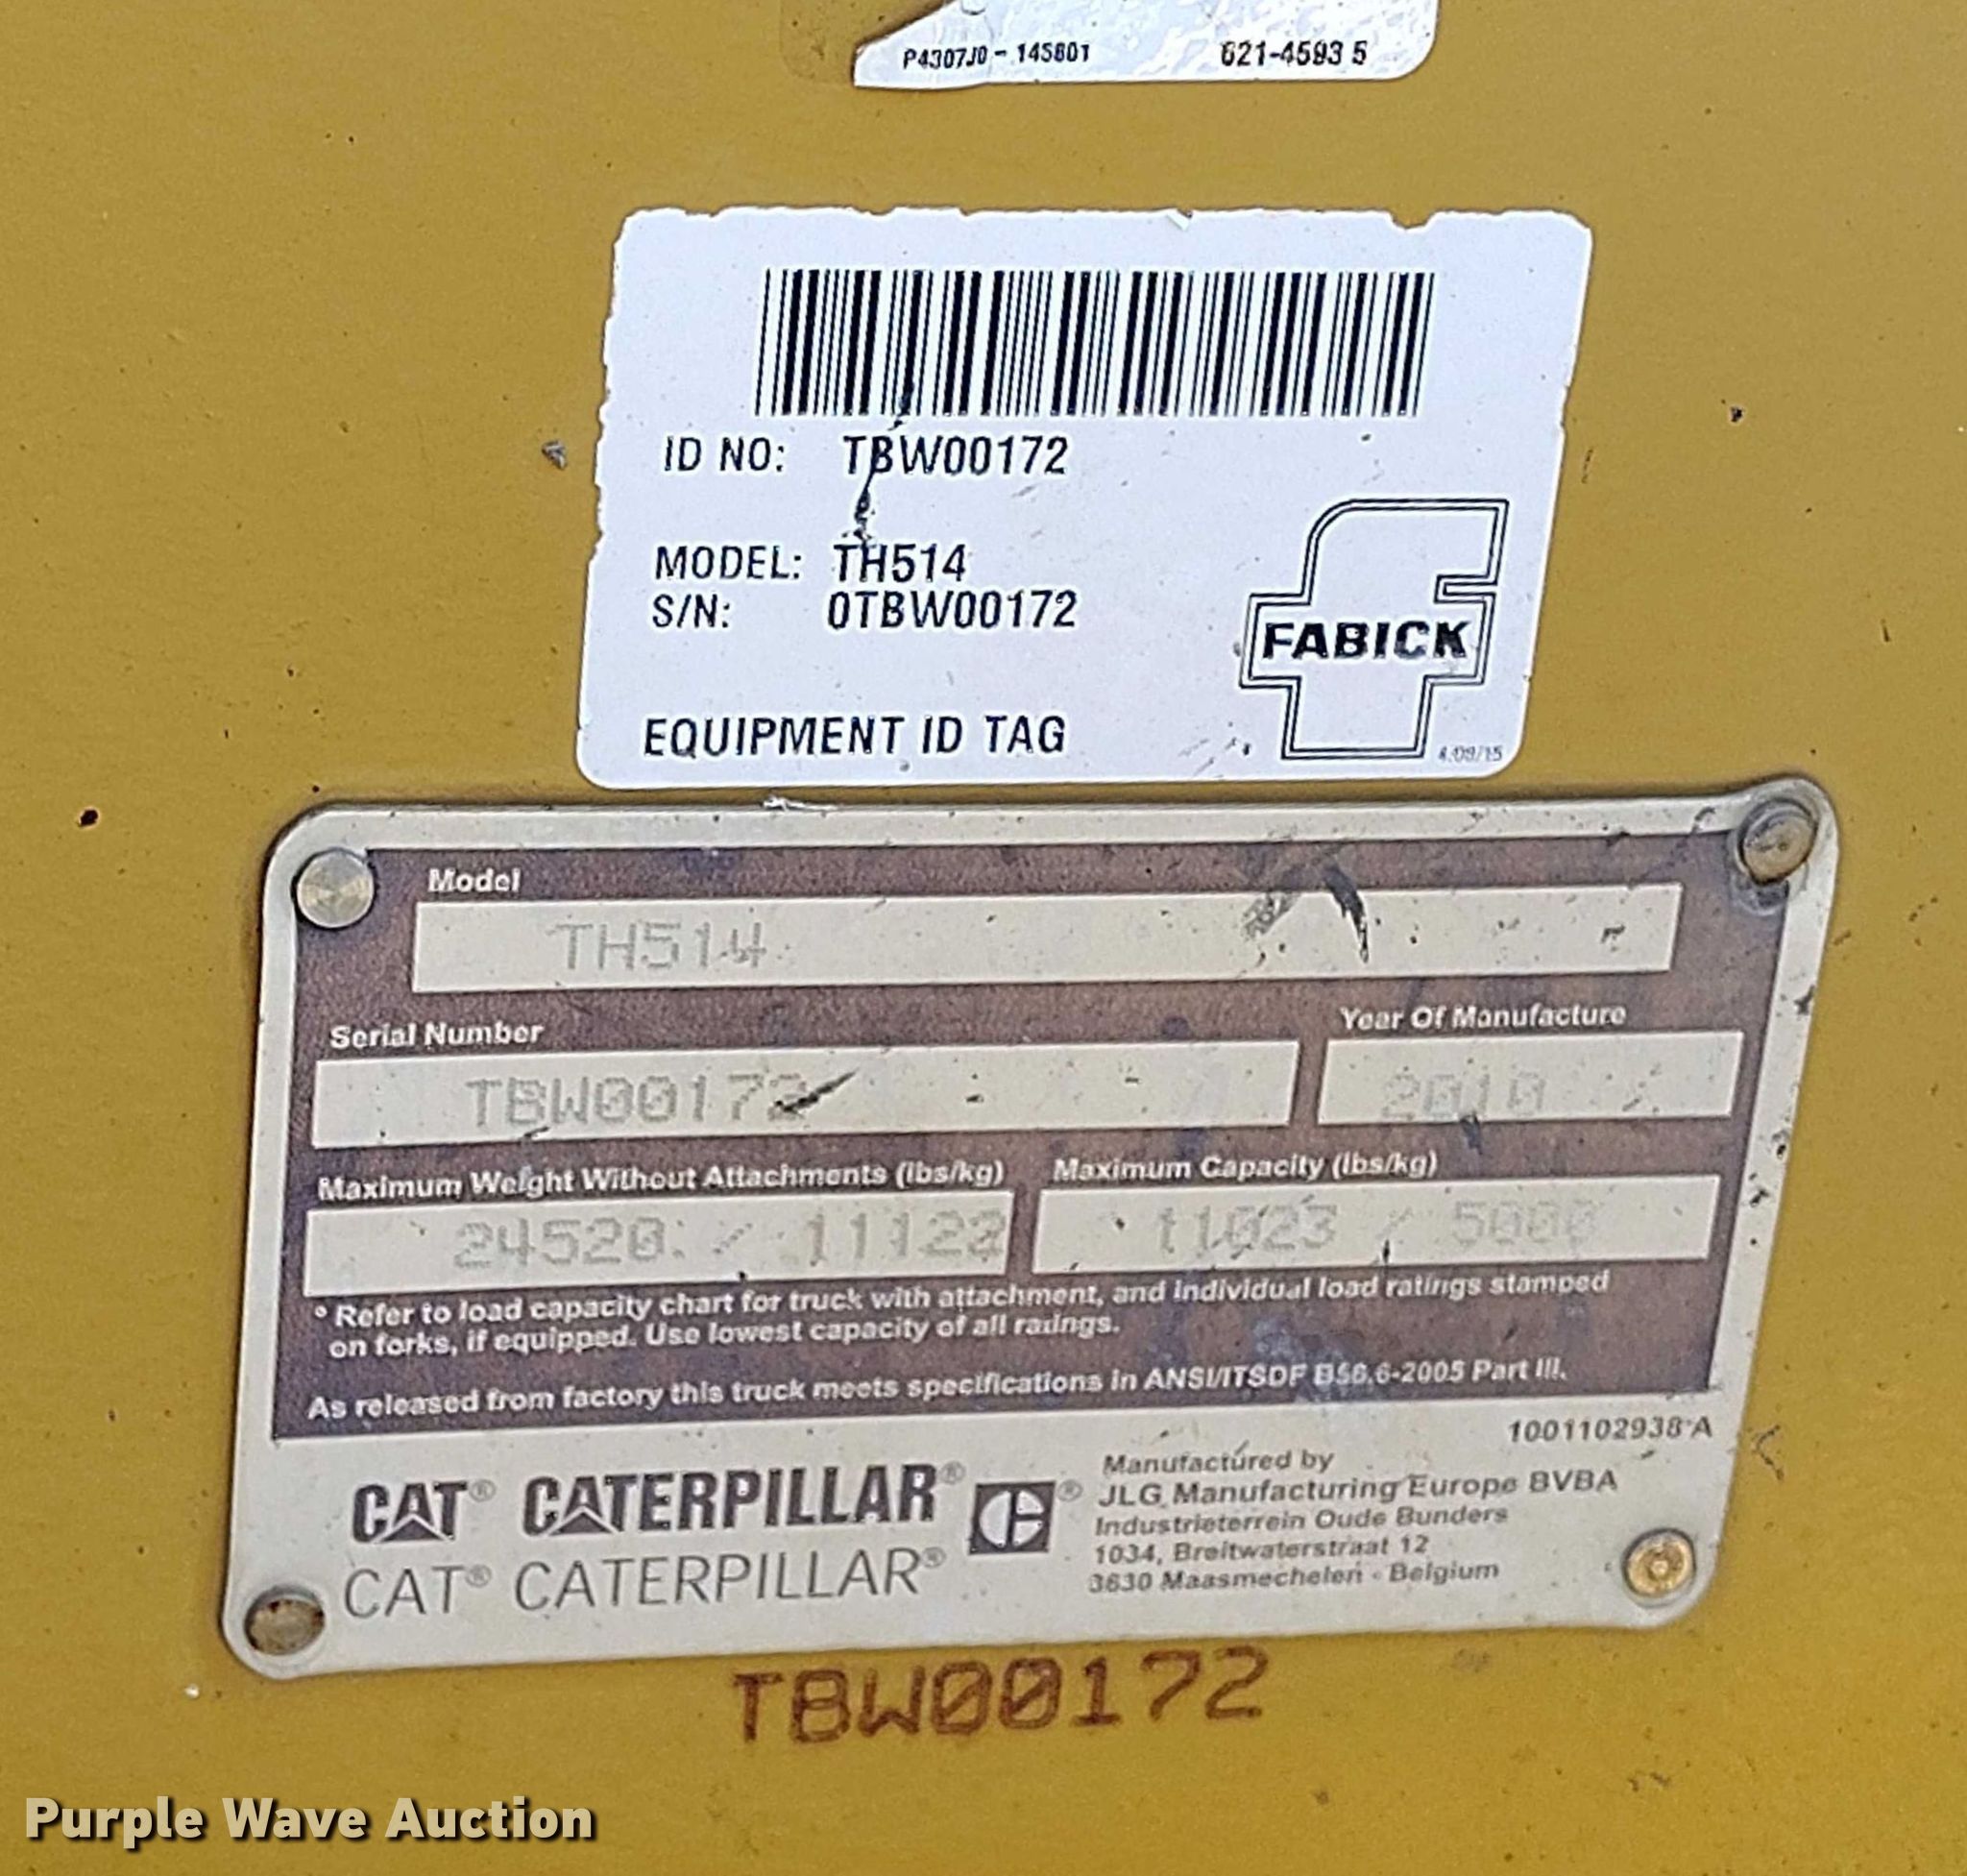 P4307J0 - 145801 621-4593 5
ID NO: TBW00172
MODEL: TH514
S/N: 0TBW00172
FABICK
EQUIPMENT ID TAG
4/09/15
Model
TH514
Serial Number
Year Of Manufacture
TBW00172
2010
Maximum Weight Without Attachments (lbs/kg)
Maximum Capacity (lbs/kg)
24520 / 11122
11023 / 5000
° Refer to load capacity chart for truck with attachment, and individual load ratings stamped
on forks, if equipped. Use lowest capacity of all ratings.
As released from factory this truck meets specifications in ANSI/ITSDF B56.6-2005 Part III.
1001102938 A
CAT® CATERPILLAR® ®
CAT® CATERPILLAR®
Manufactured by
JLG Manufacturing Europe BVBA
Industrieterrein Oude Bunders
1034, Breitwaterstraat 12
3630 Maasmechelen - Belgium
TBW00172
Purple Wave Auction